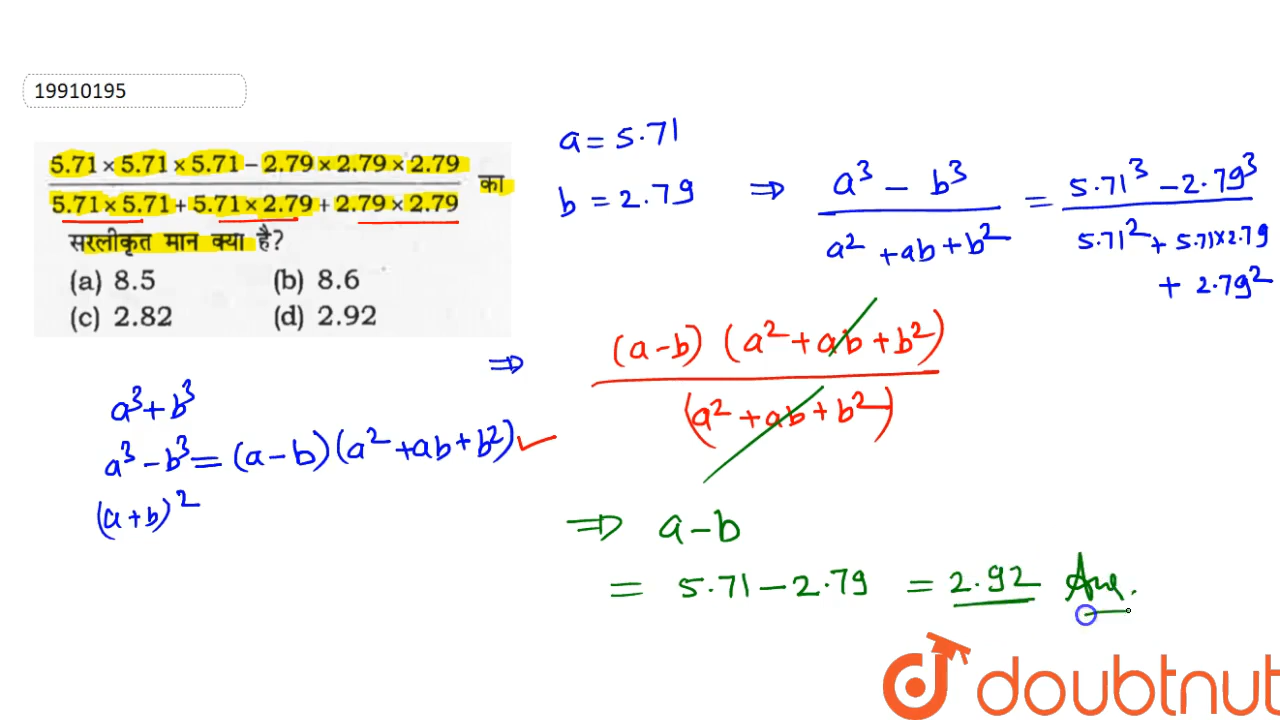 19910195
5.71 × 5.71 × 5.71 – 2.79 × 2.79 × 2.79
5.71 × 5.71 + 5.71 × 2.79 + 2.79 × 2.79
का
सरलीकृत मान क्या है?
(a) 8.5 (b) 8.6
(c) 2.82 (d) 2.92
a = 5.71
b = 2.79
⇒ a³ – b³ / a² + ab + b² = 5.71³ – 2.79³ / 5.71² + 5.71×2.79 + 2.79²
⇒ (a – b) (a² + ab + b²) / (a² + ab + b²)
a³ + b³
a³ – b³ = (a – b)(a² + ab + b²) ✓
(a + b)²
⇒ a – b
= 5.71 – 2.79 = 2.92 Ans.
doubtnut